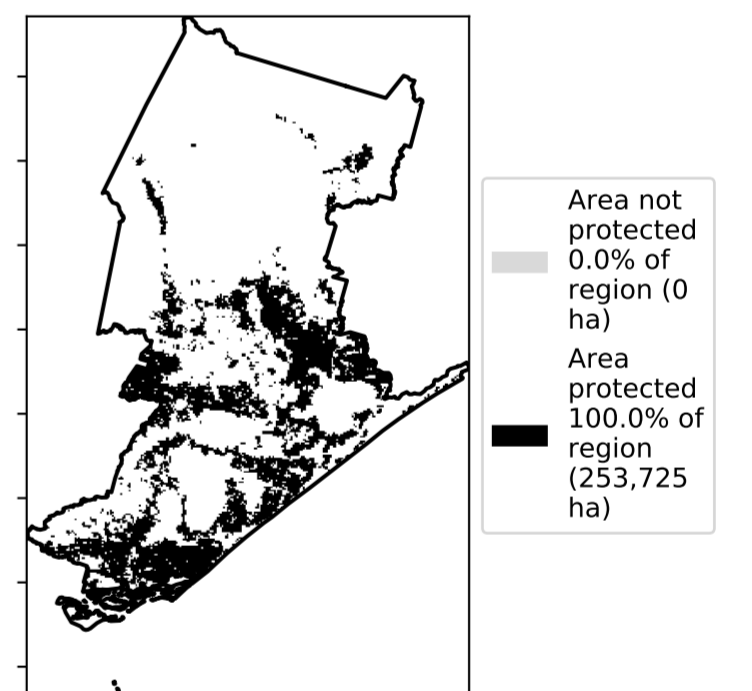 Area not
protected
0.0% of
region (0
ha)
Area
protected
100.0% of
region
(253,725
ha)